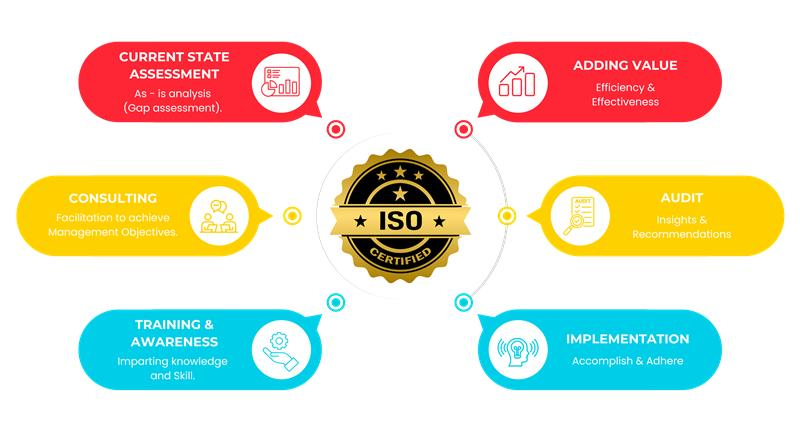 CURRENT STATE
ASSESSMENT
As - is analysis
(Gap assessment).
ADDING VALUE
Efficiency &
Effectiveness
CONSULTING
Facilitation to achieve
Management Objectives.
ISO
CERTIFIED
AUDIT
AUDIT
Insights &
Recommendations
TRAINING &
AWARENESS
Imparting knowledge
and Skill.
IMPLEMENTATION
Accomplish & Adhere